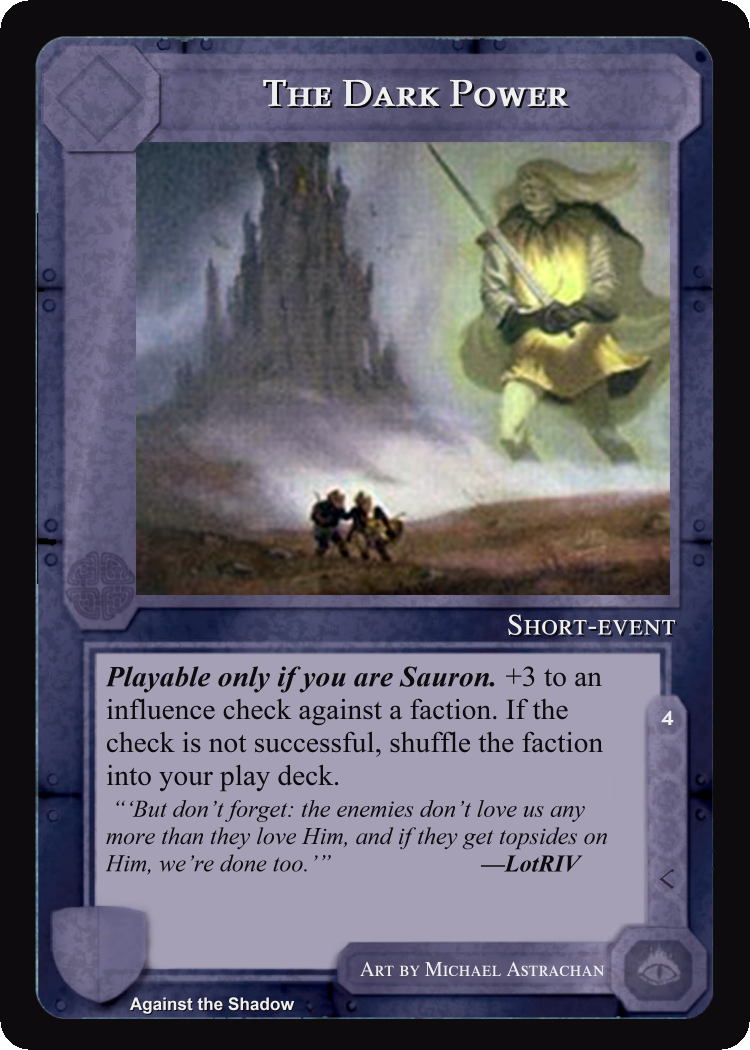 THE DARK POWER
SHORT-EVENT
Playable only if you are Sauron. +3 to an
influence check against a faction. If the
check is not successful, shuffle the faction
into your play deck.
“‘But don’t forget: the enemies don’t love us any
more than they love Him, and if they get topsides on
Him, we’re done too.’” —LotRIV
4
<
ART BY MICHAEL ASTRACHAN
Against the Shadow